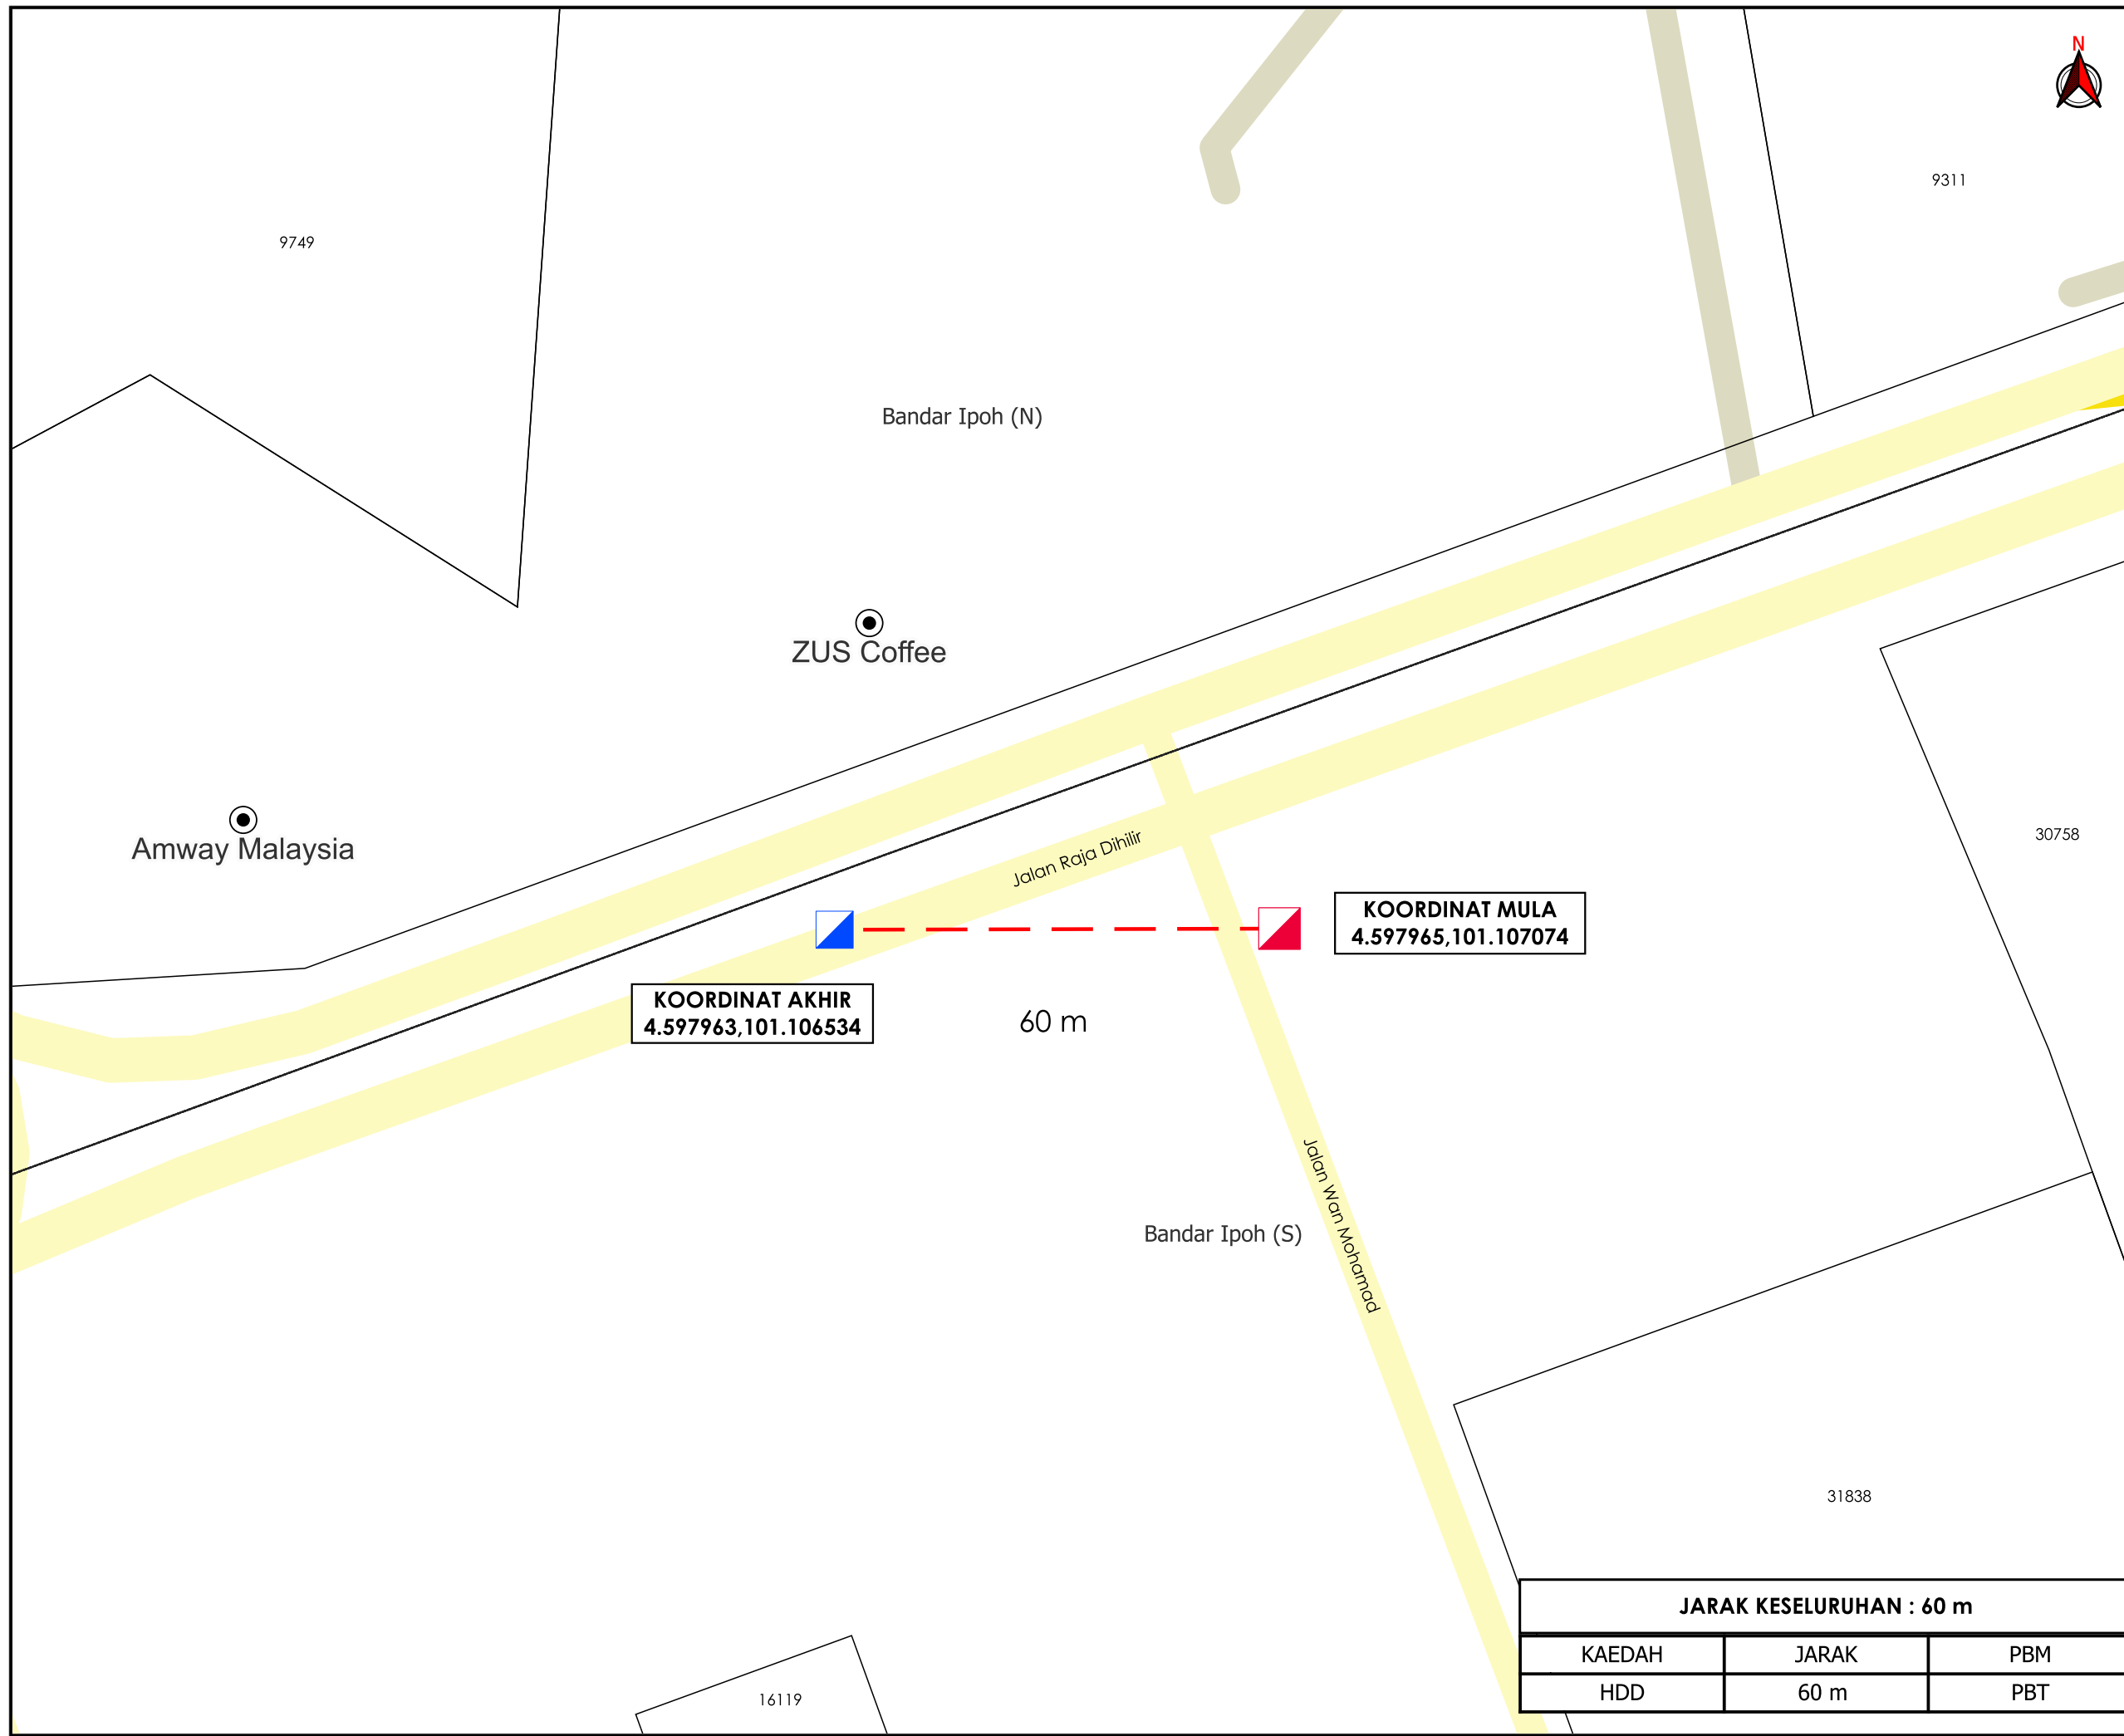 N
9311
9749
Bandar Ipoh (N)
ZUS Coffee
Amway Malaysia
30758
Jalan Raja Dihilir
KOORDINAT MULA
4.597965,101.107074
KOORDINAT AKHIR
4.597963,101.106534
60 m
Jalan Wan Mohamad
Bandar Ipoh (S)
31838
16119
JARAK KESELURUHAN : 60 m
KAEDAH JARAK PBM
HDD 60 m PBT